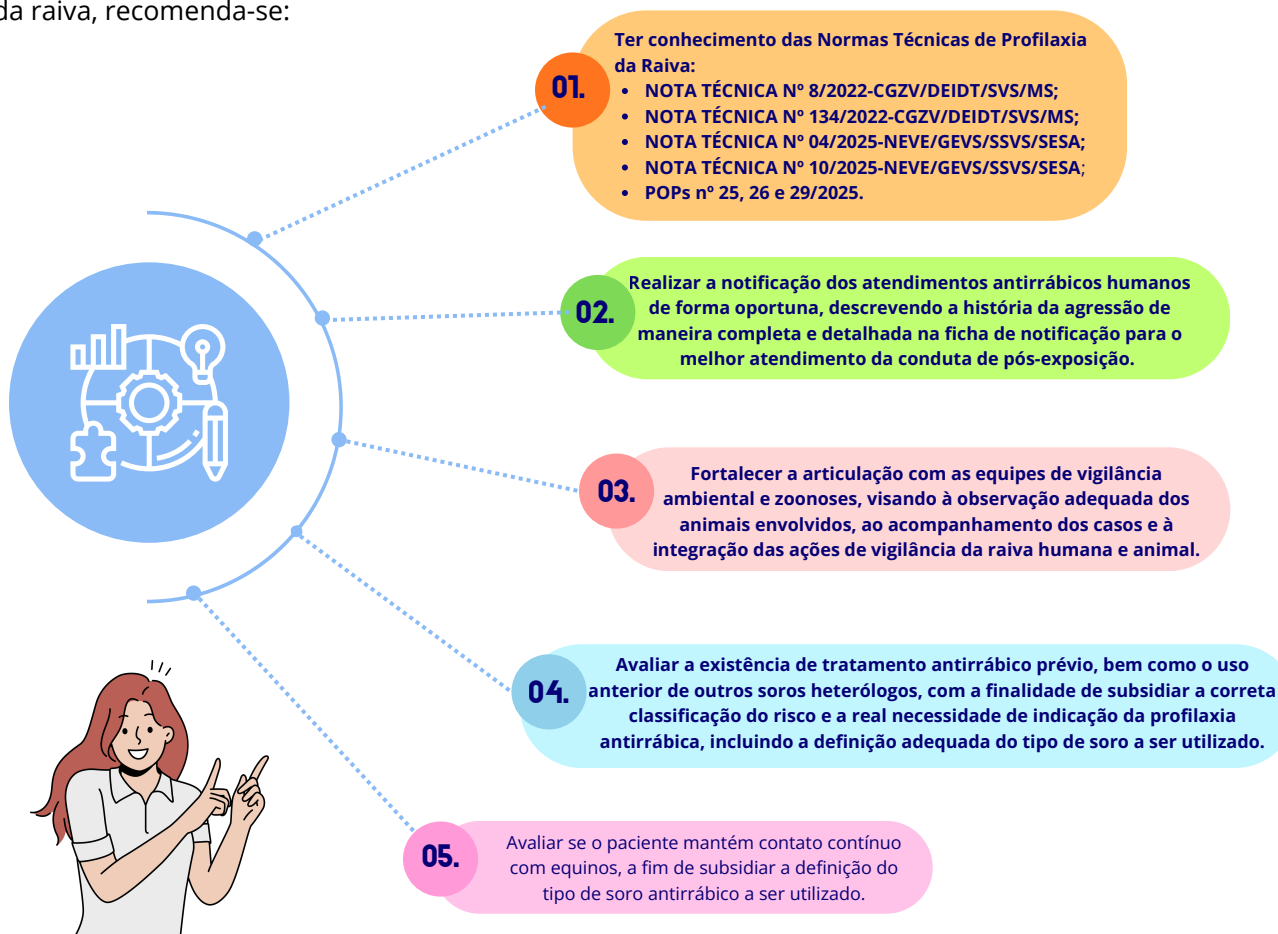 da raiva, recomenda-se:
01.
Ter conhecimento das Normas Técnicas de Profilaxia
da Raiva:
• NOTA TÉCNICA Nº 8/2022-CGZV/DEIDT/SVS/MS;
• NOTA TÉCNICA Nº 134/2022-CGZV/DEIDT/SVS/MS;
• NOTA TÉCNICA Nº 04/2025-NEVE/GEVS/SSVS/SESA;
• NOTA TÉCNICA Nº 10/2025-NEVE/GEVS/SSVS/SESA;
• POPs nº 25, 26 e 29/2025.
02.
Realizar a notificação dos atendimentos antirrábicos humanos
de forma oportuna, descrevendo a história da agressão de
maneira completa e detalhada na ficha de notificação para o
melhor atendimento da conduta de pós-exposição.
03.
Fortalecer a articulação com as equipes de vigilância
ambiental e zoonoses, visando à observação adequada dos
animais envolvidos, ao acompanhamento dos casos e à
integração das ações de vigilância da raiva humana e animal.
04.
Avaliar a existência de tratamento antirrábico prévio, bem como o uso
anterior de outros soros heterólogos, com a finalidade de subsidiar a correta
classificação do risco e a real necessidade de indicação da profilaxia
antirrábica, incluindo a definição adequada do tipo de soro a ser utilizado.
05.
Avaliar se o paciente mantém contato contínuo
com equinos, a fim de subsidiar a definição do
tipo de soro antirrábico a ser utilizado.